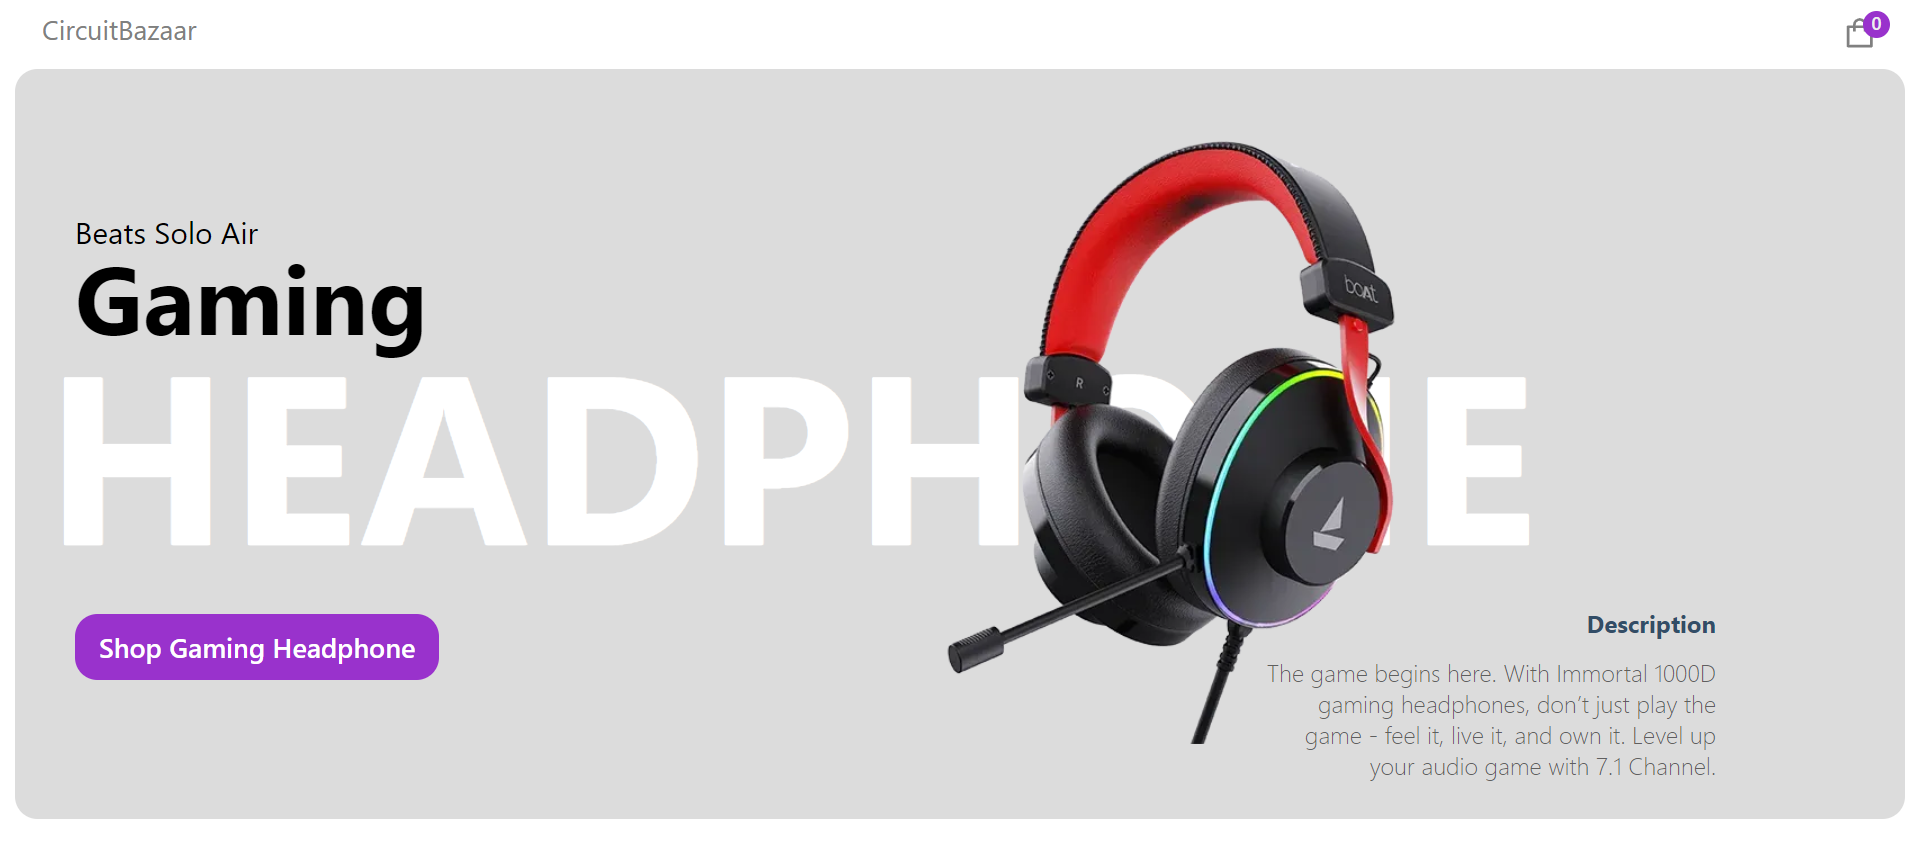 CircuitBazaar
0
Beats Solo Air
Gaming
HEADPHONE
boAt
R
Shop Gaming Headphone
Description
The game begins here. With Immortal 1000D
gaming headphones, don’t just play the
game - feel it, live it, and own it. Level up
your audio game with 7.1 Channel.